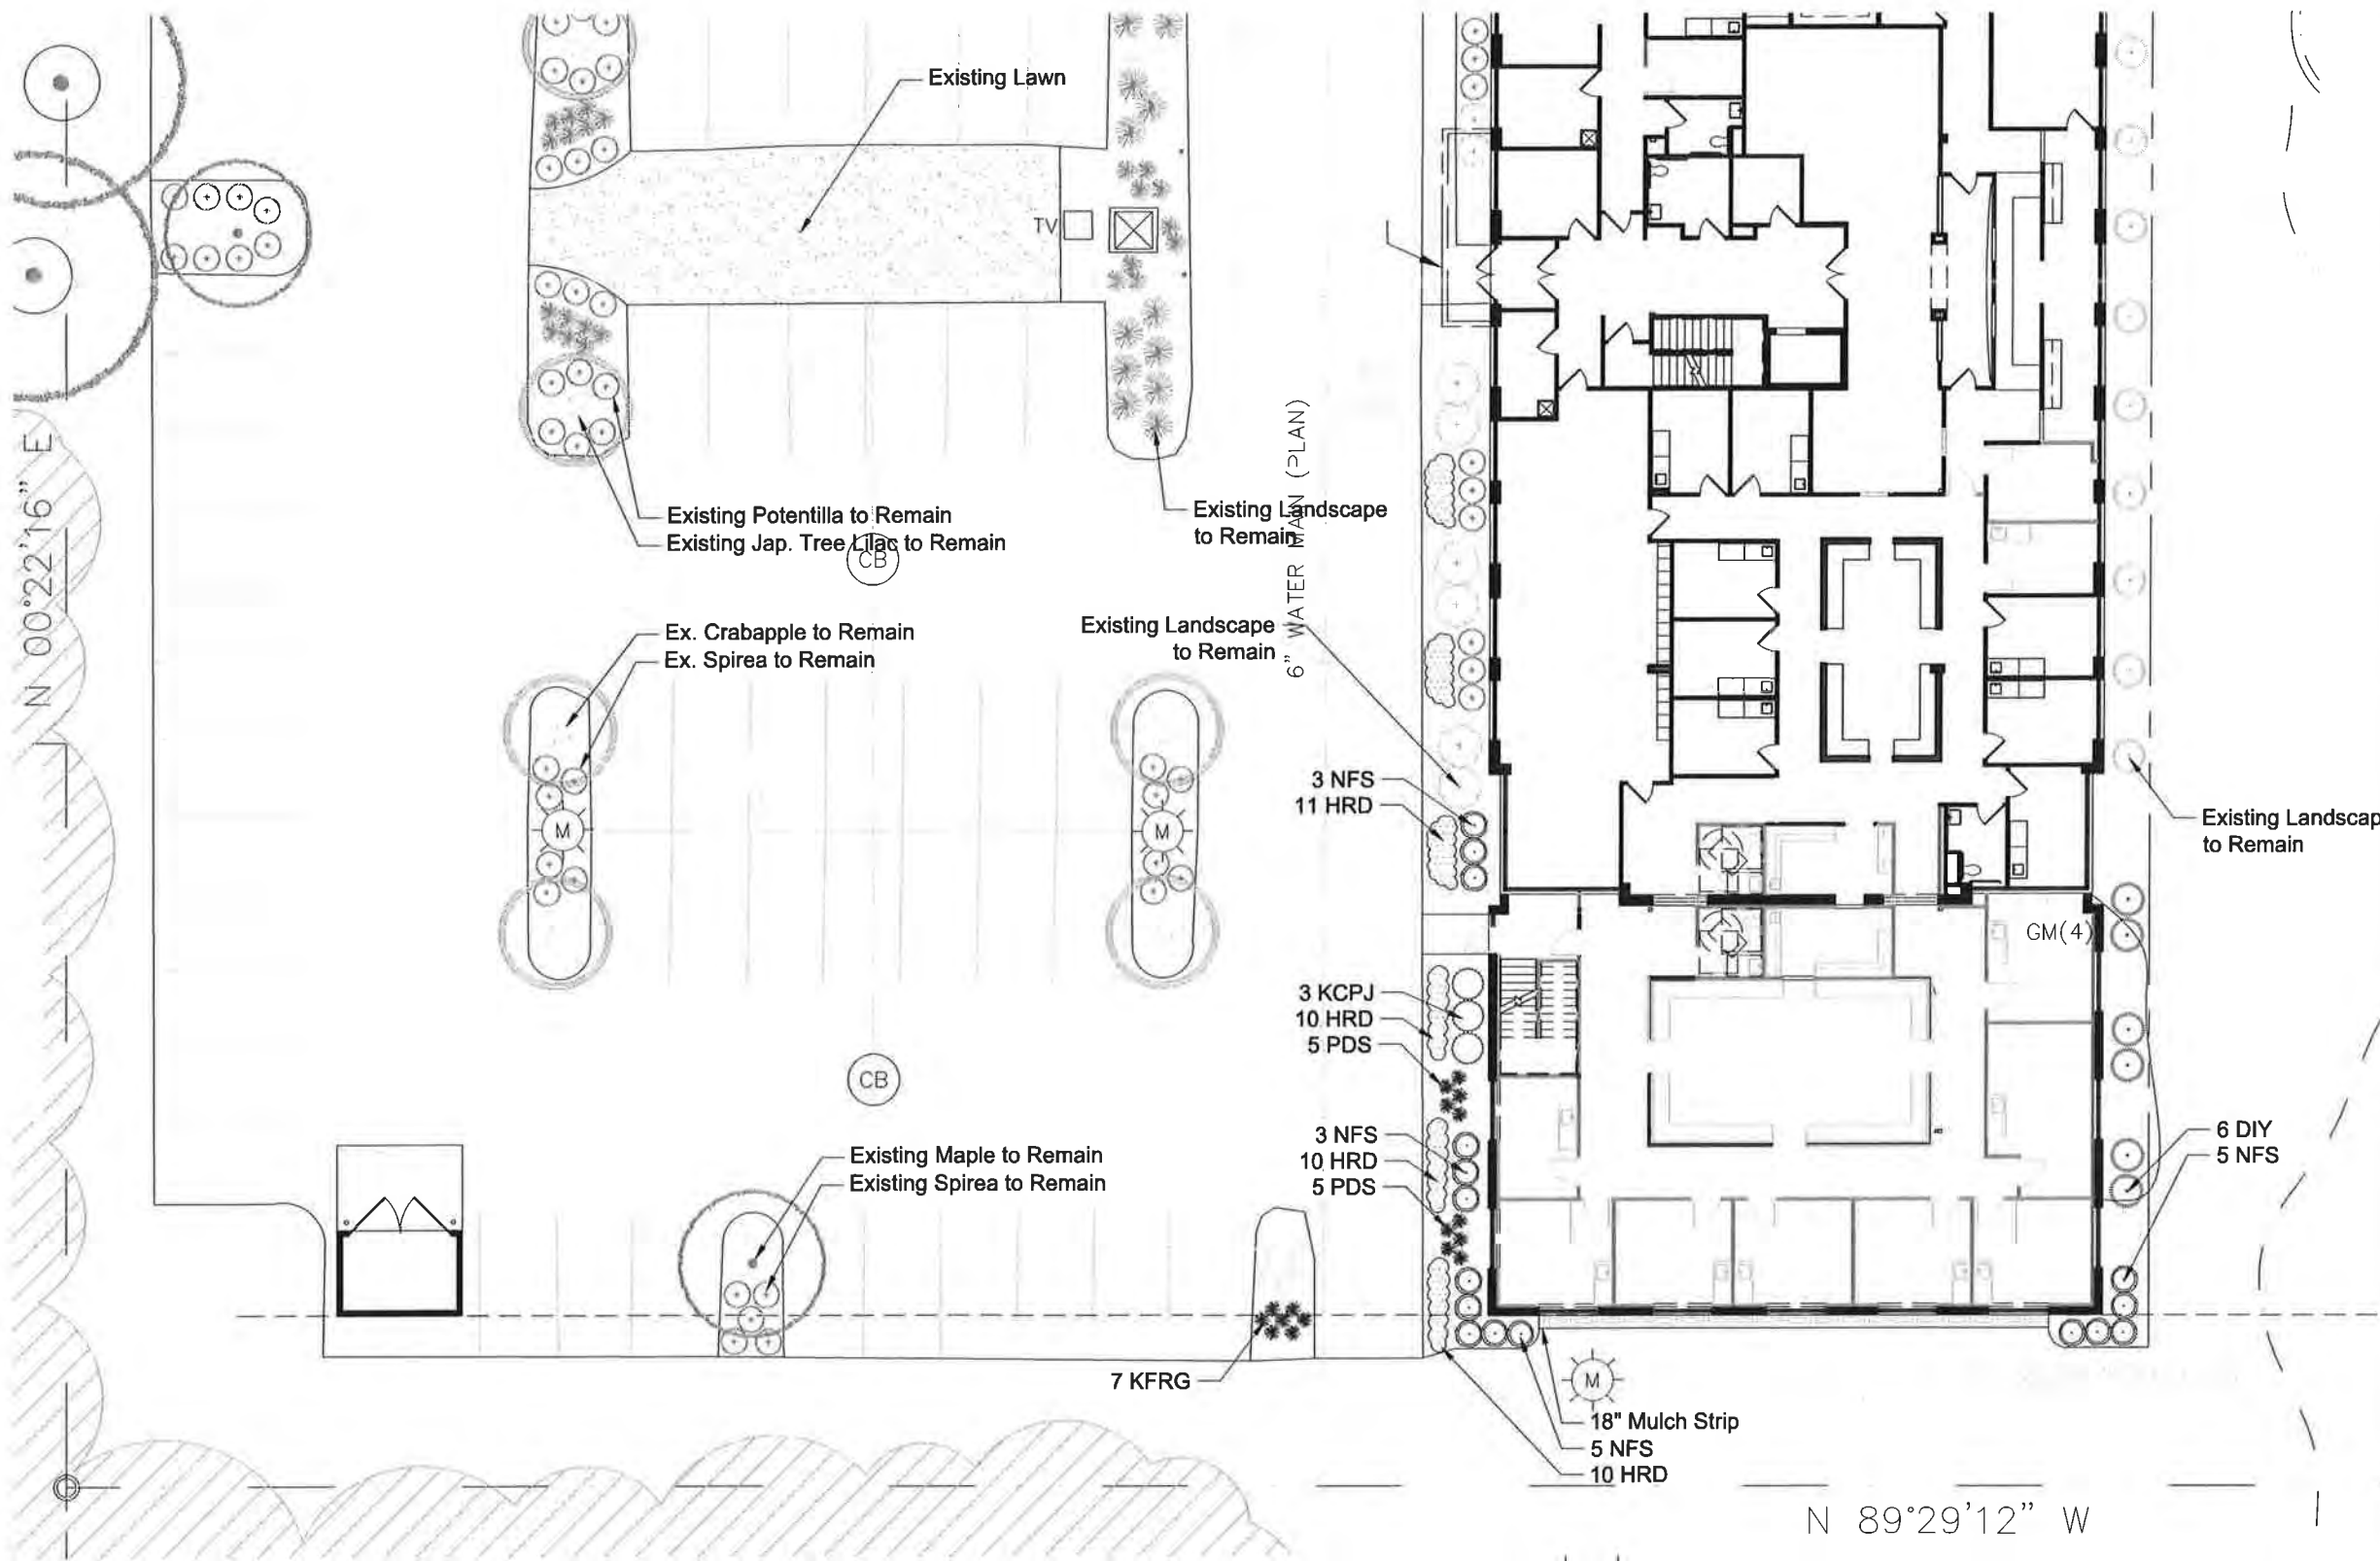 Existing Lawn
TV
N 00°22'16" E
Existing Potentilla to Remain
Existing Jap. Tree Lilac to Remain
CB
Existing Landscape
to Remain
6" WATER MAIN (PLAN)
Ex. Crabapple to Remain
Ex. Spirea to Remain
Existing Landscape
to Remain
M
M
3 NFS
11 HRD
Existing Landscap
to Remain
GM(4)
3 KCPJ
10 HRD
5 PDS
CB
3 NFS
10 HRD
5 PDS
6 DIY
5 NFS
Existing Maple to Remain
Existing Spirea to Remain
7 KFRG
M
18" Mulch Strip
5 NFS
10 HRD
N 89°29'12" W